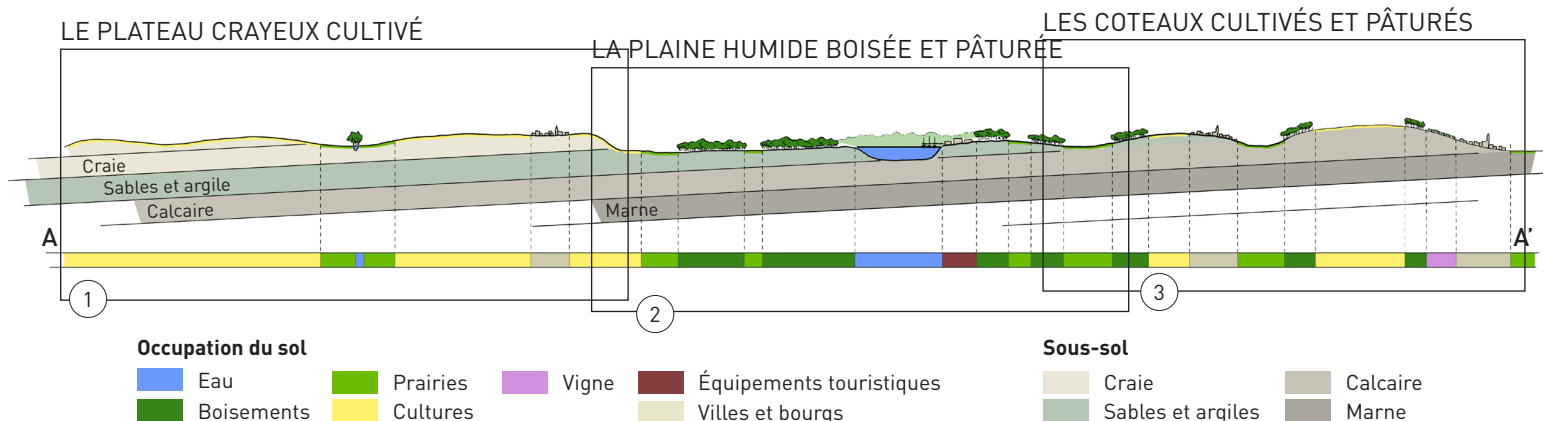 LE PLATEAU CRAYEUX CULTIVÉ
LA PLAINE HUMIDE BOISÉE ET PÂTURÉE
LES COTEAUX CULTIVÉS ET PÂTURÉS
Craie
Sables et argile
Calcaire
Marne
A
A'
1
2
3
Occupation du sol
Eau
Prairies
Vigne
Équipements touristiques
Boisements
Cultures
Villes et bourgs
Sous-sol
Craie
Calcaire
Sables et argiles
Marne